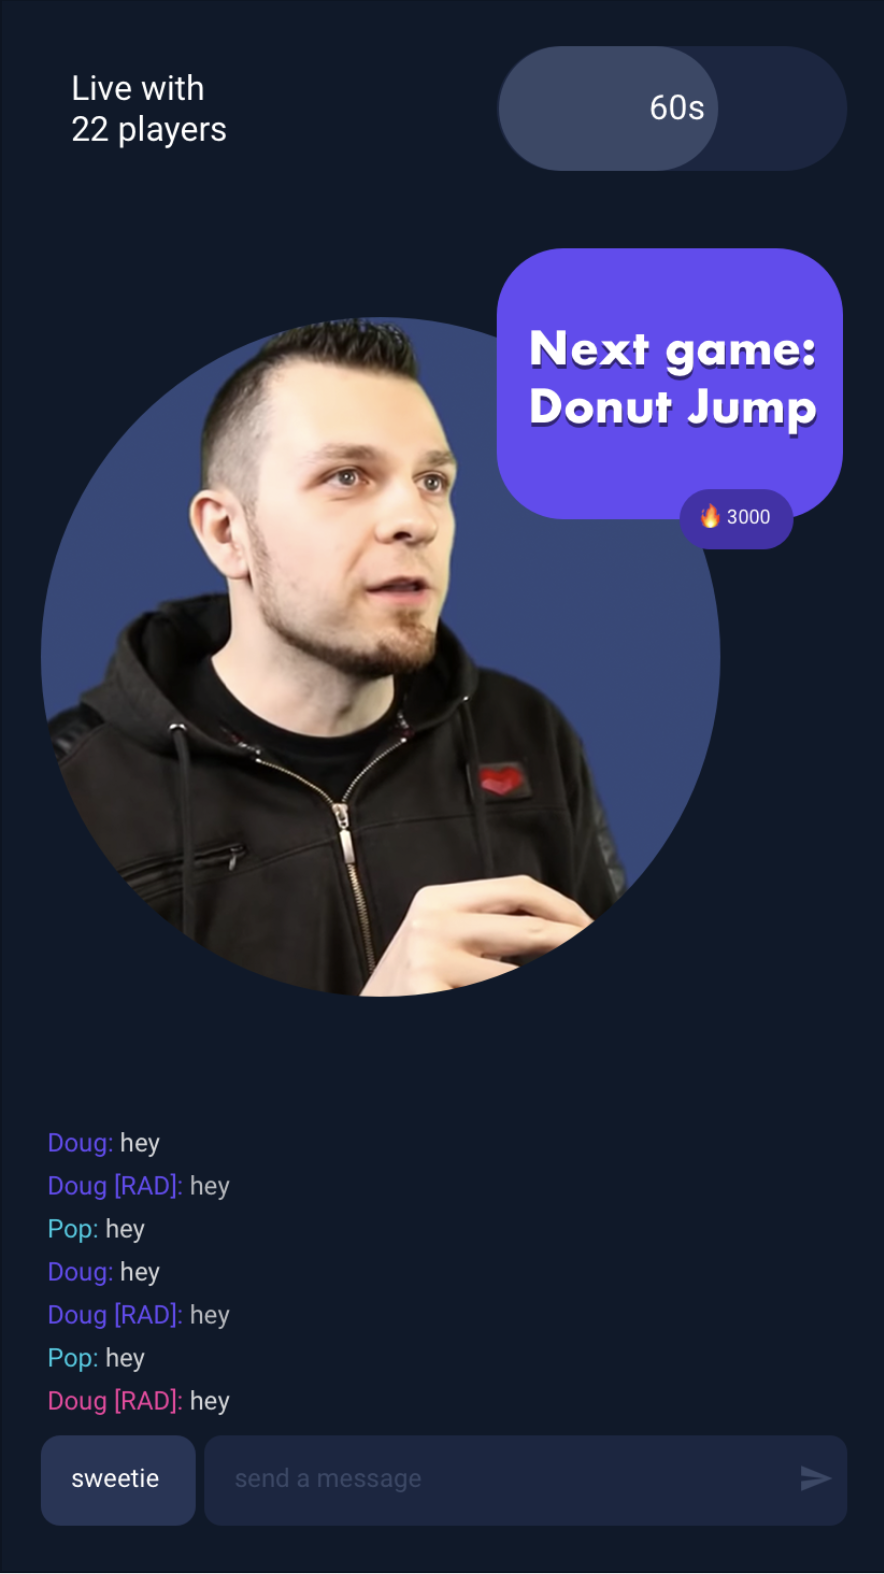 Live with
22 players
60s
Next game:
Donut Jump
🔥 3000
Doug: hey
Doug [RAD]: hey
Pop: hey
Doug: hey
Doug [RAD]: hey
Pop: hey
Doug [RAD]: hey
sweetie
send a message